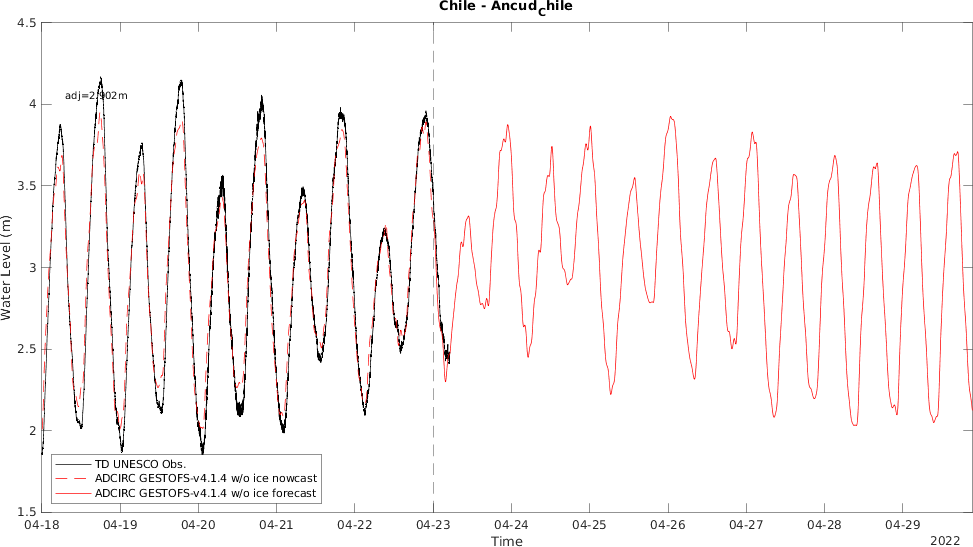 Chile - Ancud_Chile
4.5
4
3.5
3
2.5
2
1.5
Water Level (m)
adj=2.902m
TD UNESCO Obs.
ADCIRC GESTOFS-v4.1.4 w/o ice nowcast
ADCIRC GESTOFS-v4.1.4 w/o ice forecast
04-18 04-19 04-20 04-21 04-22 04-23 04-24 04-25 04-26 04-27 04-28 04-29
Time
2022